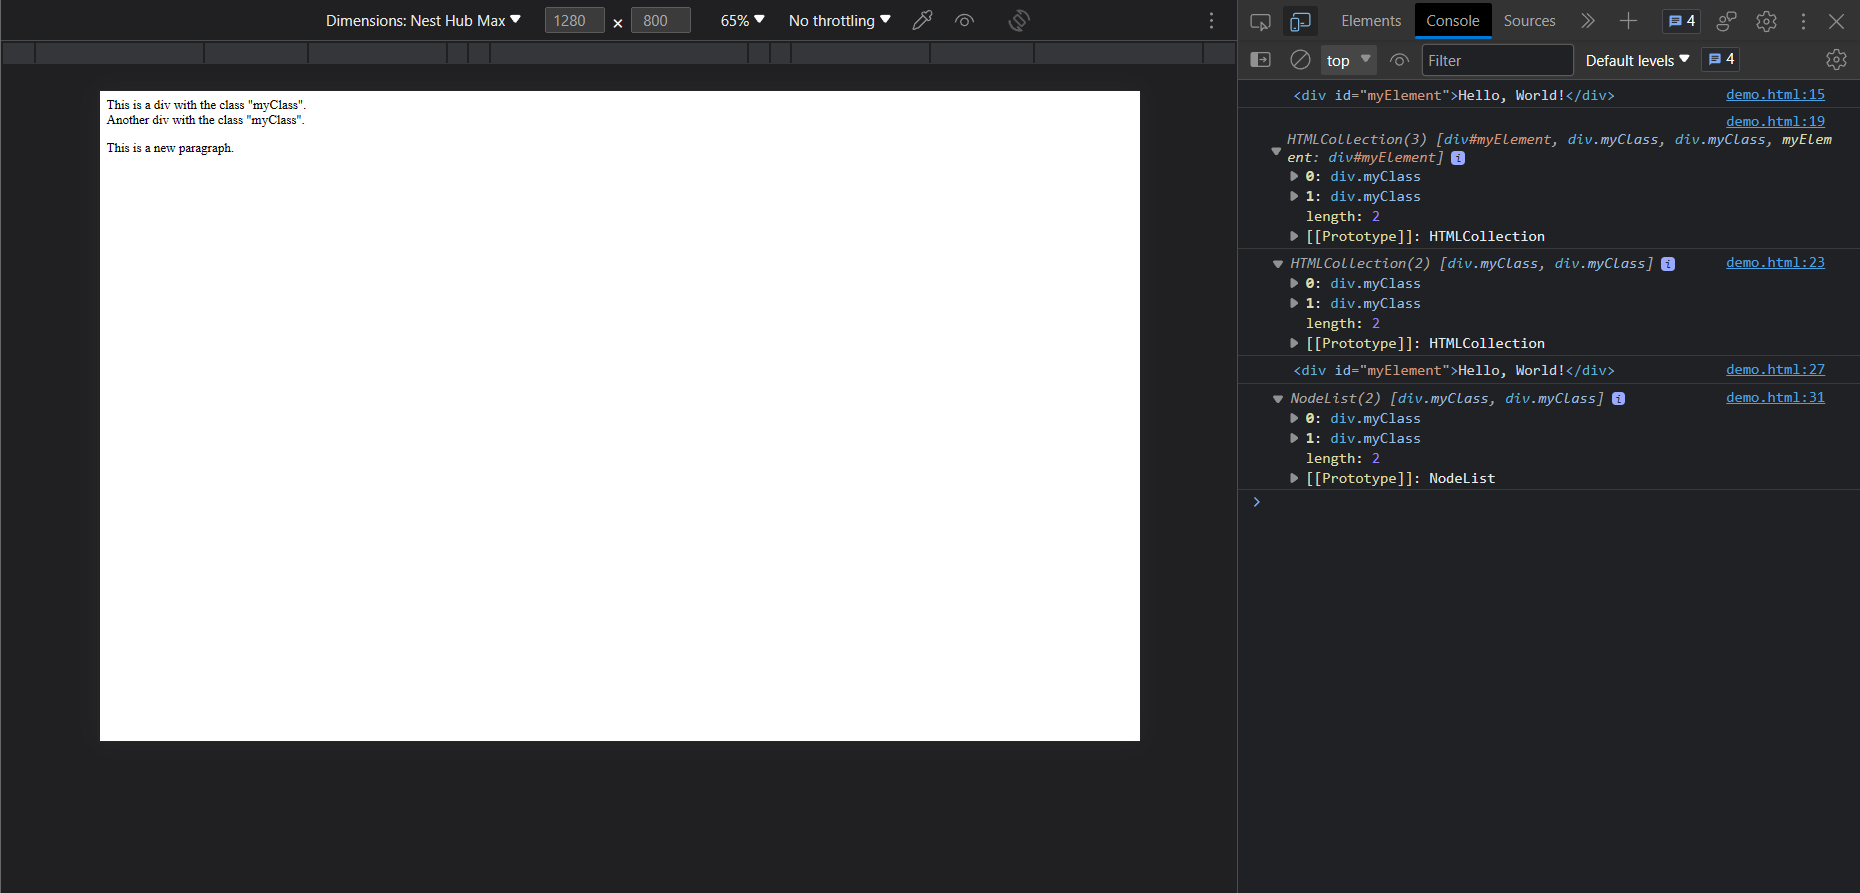 Dimensions: Nest Hub Max 1280 × 800 65% No throttling
Elements Console Sources 4
top Filter Default levels 4
This is a div with the class "myClass".
Another div with the class "myClass".
This is a new paragraph.
<div id="myElement">Hello, World!</div> demo.html:15
demo.html:19
HTMLCollection(3) [div#myElement, div.myClass, div.myClass, myElem
ent: div#myElement] i
0: div.myClass
1: div.myClass
length: 2
[[Prototype]]: HTMLCollection
HTMLCollection(2) [div.myClass, div.myClass] i demo.html:23
0: div.myClass
1: div.myClass
length: 2
[[Prototype]]: HTMLCollection
<div id="myElement">Hello, World!</div> demo.html:27
NodeList(2) [div.myClass, div.myClass] i demo.html:31
0: div.myClass
1: div.myClass
length: 2
[[Prototype]]: NodeList